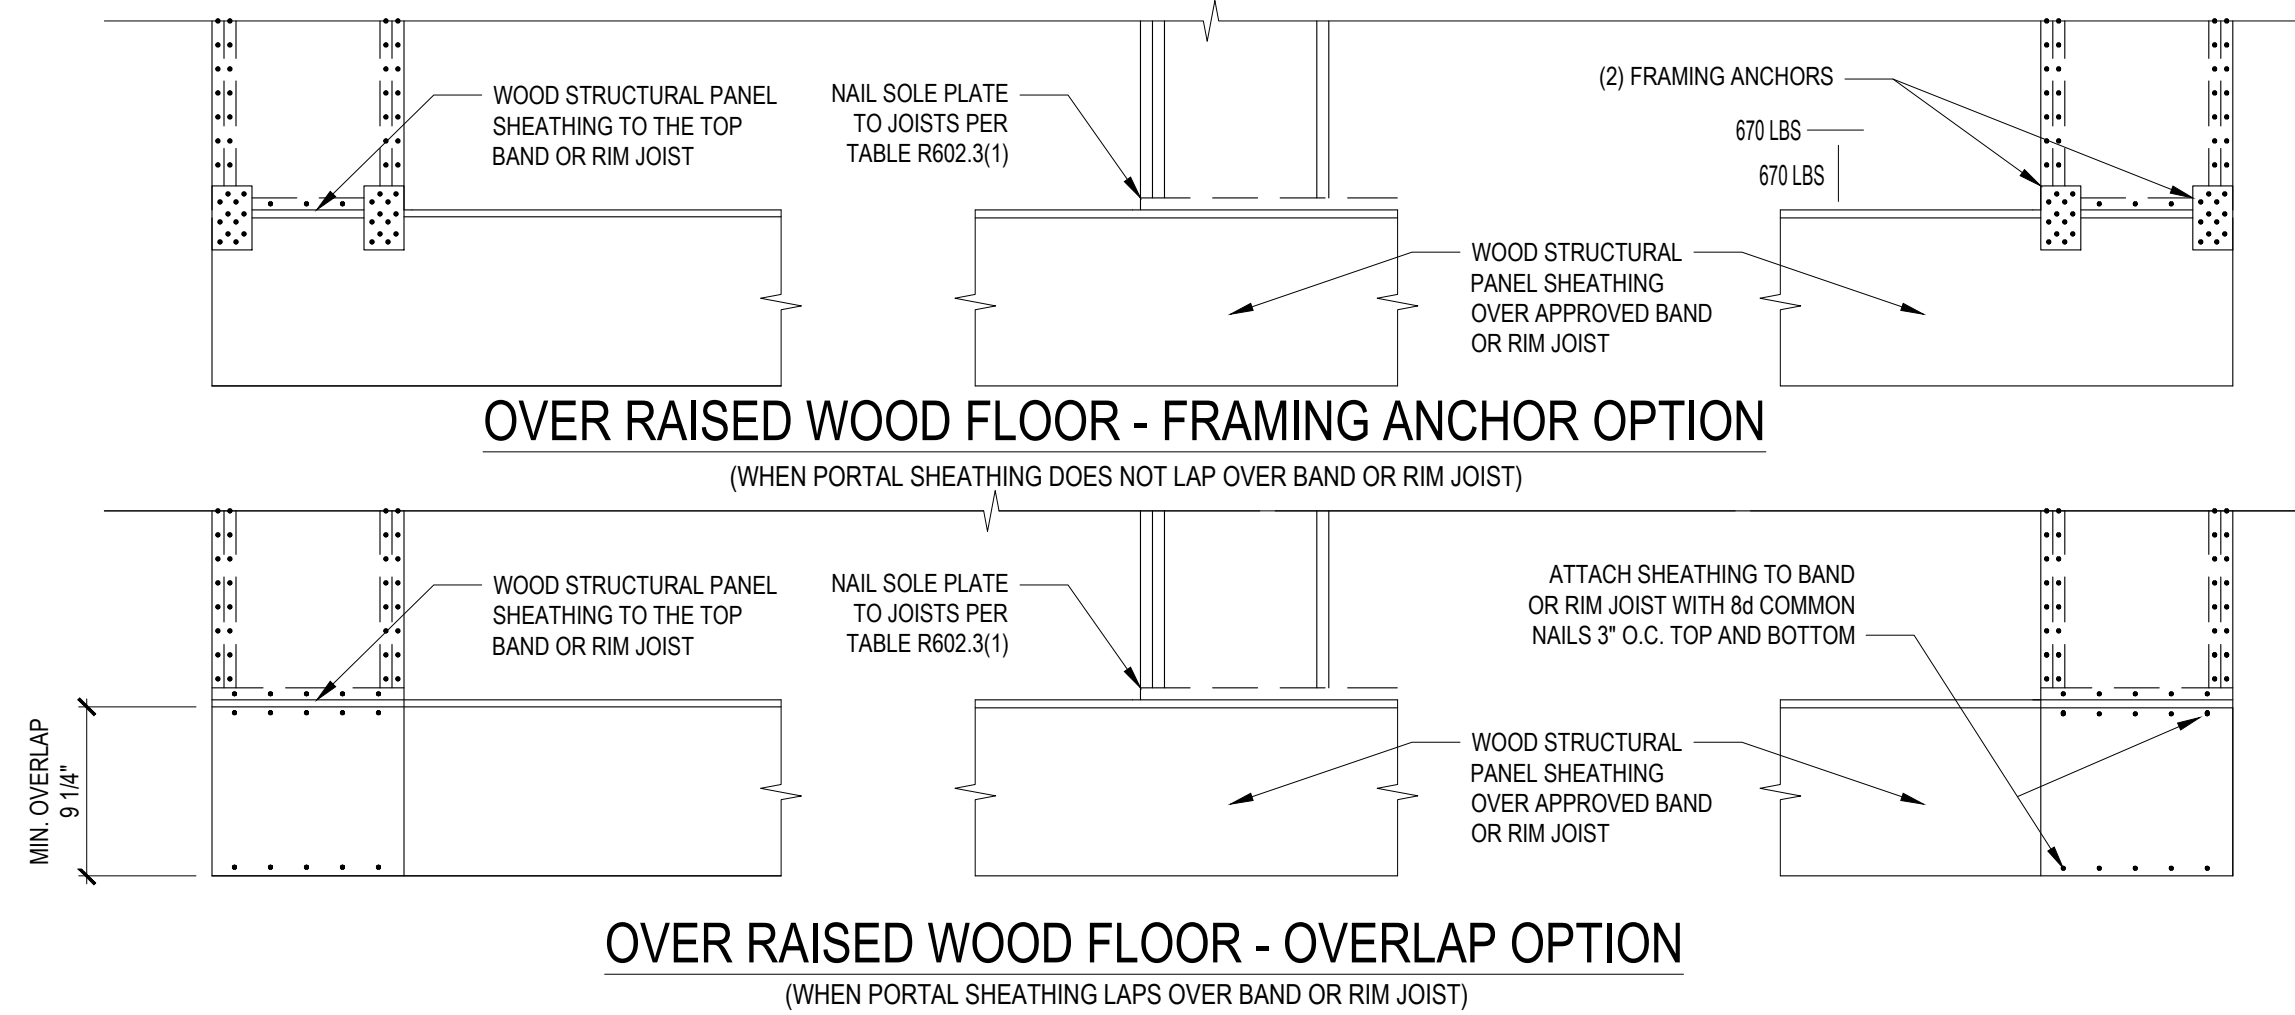 WOOD STRUCTURAL PANEL
SHEATHING TO THE TOP
BAND OR RIM JOIST
NAIL SOLE PLATE
TO JOISTS PER
TABLE R602.3(1)
(2) FRAMING ANCHORS
670 LBS
670 LBS
WOOD STRUCTURAL
PANEL SHEATHING
OVER APPROVED BAND
OR RIM JOIST
OVER RAISED WOOD FLOOR - FRAMING ANCHOR OPTION
(WHEN PORTAL SHEATHING DOES NOT LAP OVER BAND OR RIM JOIST)
WOOD STRUCTURAL PANEL
SHEATHING TO THE TOP
BAND OR RIM JOIST
NAIL SOLE PLATE
TO JOISTS PER
TABLE R602.3(1)
ATTACH SHEATHING TO BAND
OR RIM JOIST WITH 8d COMMON
NAILS 3" O.C. TOP AND BOTTOM
MIN. OVERLAP
9 1/4"
WOOD STRUCTURAL
PANEL SHEATHING
OVER APPROVED BAND
OR RIM JOIST
OVER RAISED WOOD FLOOR - OVERLAP OPTION
(WHEN PORTAL SHEATHING LAPS OVER BAND OR RIM JOIST)